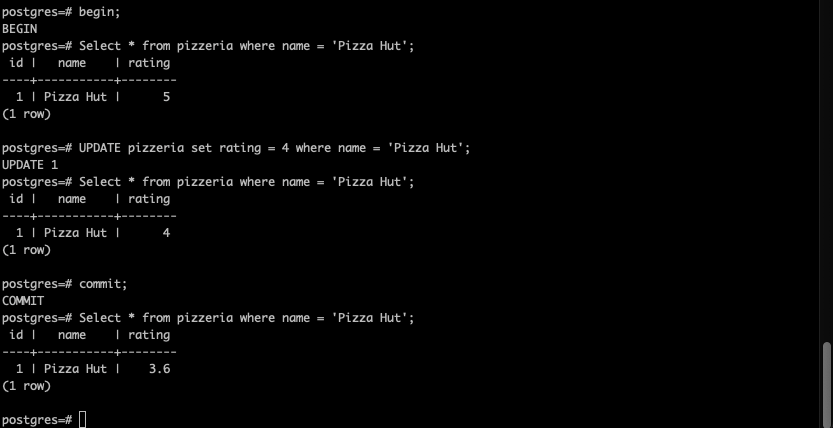 postgres=# begin;
BEGIN
postgres=# Select * from pizzeria where name = 'Pizza Hut';
 id |   name    | rating
----+-----------+--------
  1 | Pizza Hut |      5
(1 row)

postgres=# UPDATE pizzeria set rating = 4 where name = 'Pizza Hut';
UPDATE 1
postgres=# Select * from pizzeria where name = 'Pizza Hut';
 id |   name    | rating
----+-----------+--------
  1 | Pizza Hut |      4
(1 row)

postgres=# commit;
COMMIT
postgres=# Select * from pizzeria where name = 'Pizza Hut';
 id |   name    | rating
----+-----------+--------
  1 | Pizza Hut |    3.6
(1 row)

postgres=#